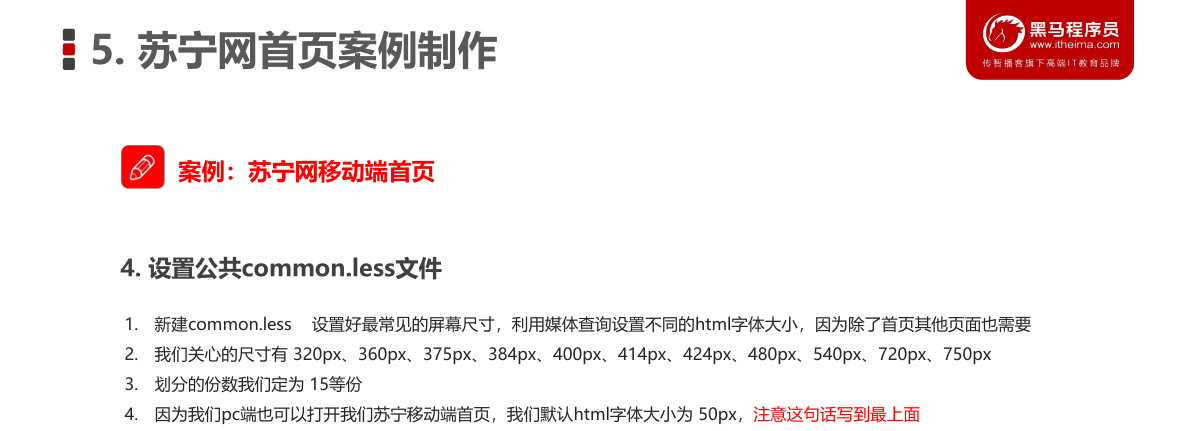 5. 苏宁网首页案例制作
黑马程序员
www.itheima.com
传智播客旗下高端IT教育品牌
案例：苏宁网移动端首页
4. 设置公共common.less文件
1. 新建common.less 设置好最常见的屏幕尺寸，利用媒体查询设置不同的html字体大小，因为除了首页其他页面也需要
2. 我们关心的尺寸有 320px、360px、375px、384px、400px、414px、424px、480px、540px、720px、750px
3. 划分的份数我们定为 15等份
4. 因为我们pc端也可以打开我们苏宁移动端首页，我们默认html字体大小为 50px，注意这句话写到最上面